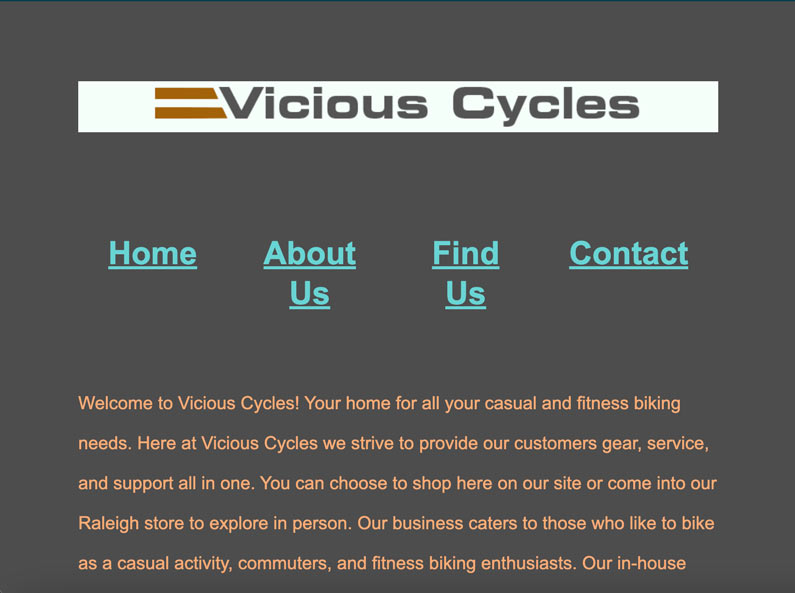 Vicious Cycles
Home About Us Find Us Contact
Welcome to Vicious Cycles! Your home for all your casual and fitness biking
needs. Here at Vicious Cycles we strive to provide our customers gear, service,
and support all in one. You can choose to shop here on our site or come into our
Raleigh store to explore in person. Our business caters to those who like to bike
as a casual activity, commuters, and fitness biking enthusiasts. Our in-house